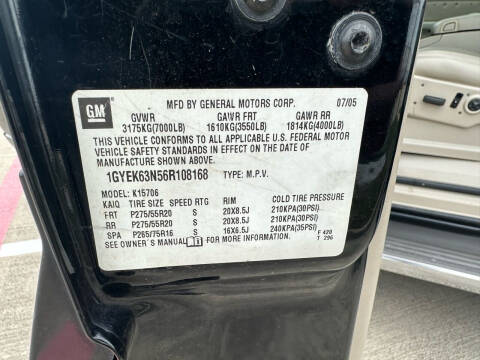 GM
MFD BY GENERAL MOTORS CORP. 07/05
GVWR GAWR FRT GAWR RR
3175KG(7000LB) 1610KG(3550LB) 1814KG(4000LB)
THIS VEHICLE CONFORMS TO ALL APPLICABLE U.S. FEDERAL MOTOR
VEHICLE SAFETY STANDARDS IN EFFECT ON THE DATE OF
MANUFACTURE SHOWN ABOVE.
1GYEK63N56R108168 TYPE: M.P.V.
MODEL: K15706
KAIQ TIRE SIZE SPEED RTG RIM COLD TIRE PRESSURE
FRT P275/55R20 S 20X8.5J 210KPA(30PSI)
RR P275/55R20 S 20X8.5J 210KPA(30PSI)
SPA P265/75R16 S 16X6.5J 240KPA(35PSI)
SEE OWNER'S MANUAL FOR MORE INFORMATION.
F 420
T 296